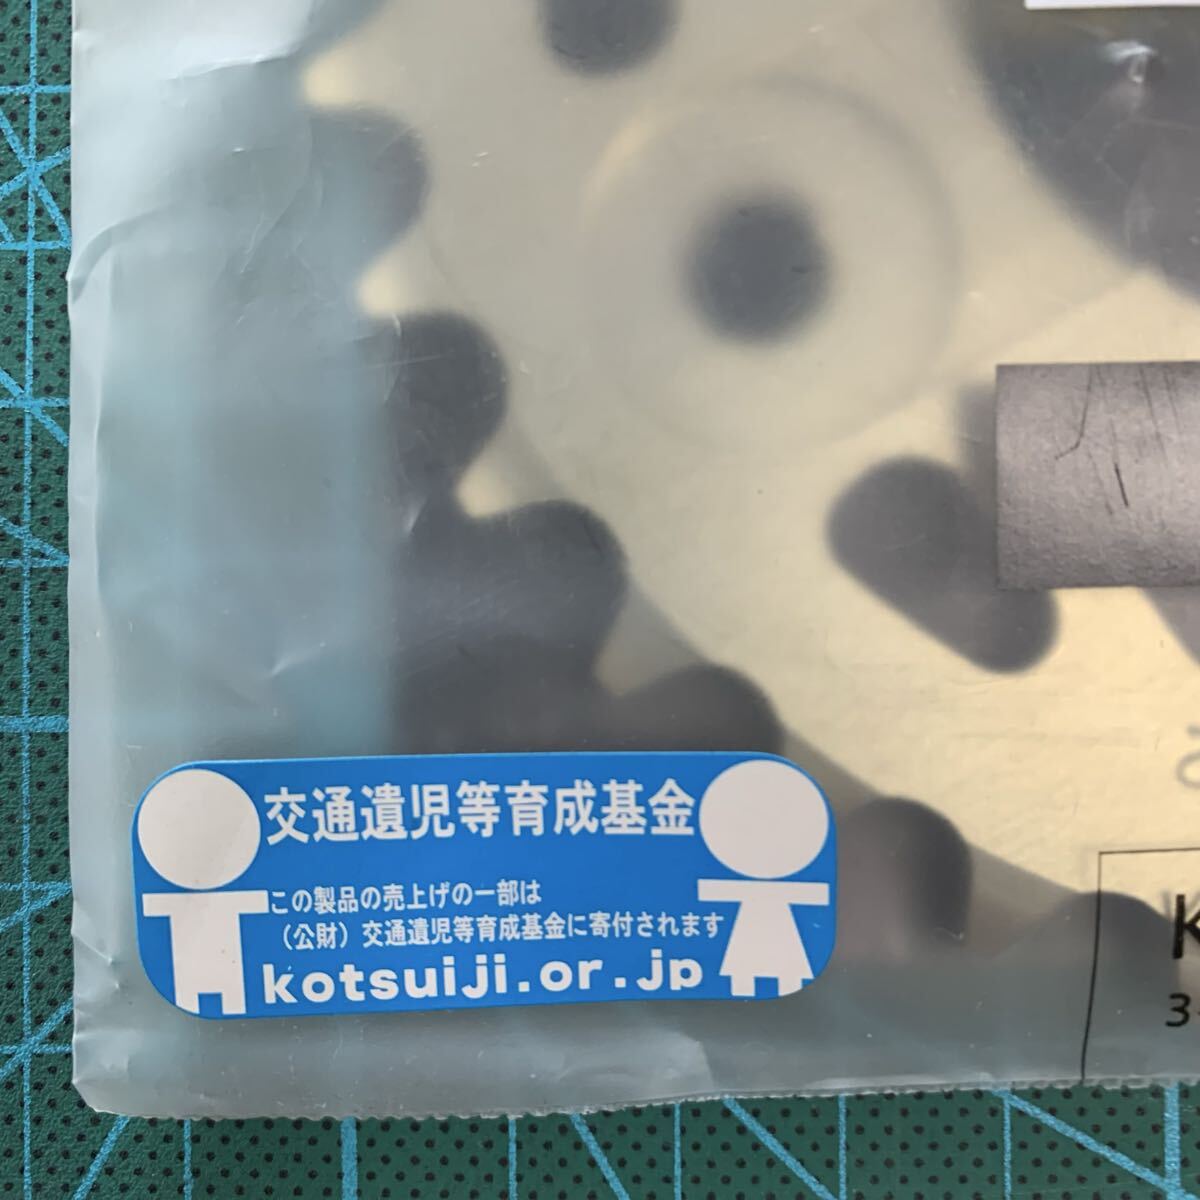 交通遺児等育成基金
この製品の売上げの一部は
（公財）交通遺児等育成基金に寄付されます
kotsuiji.or.jp
K
3-